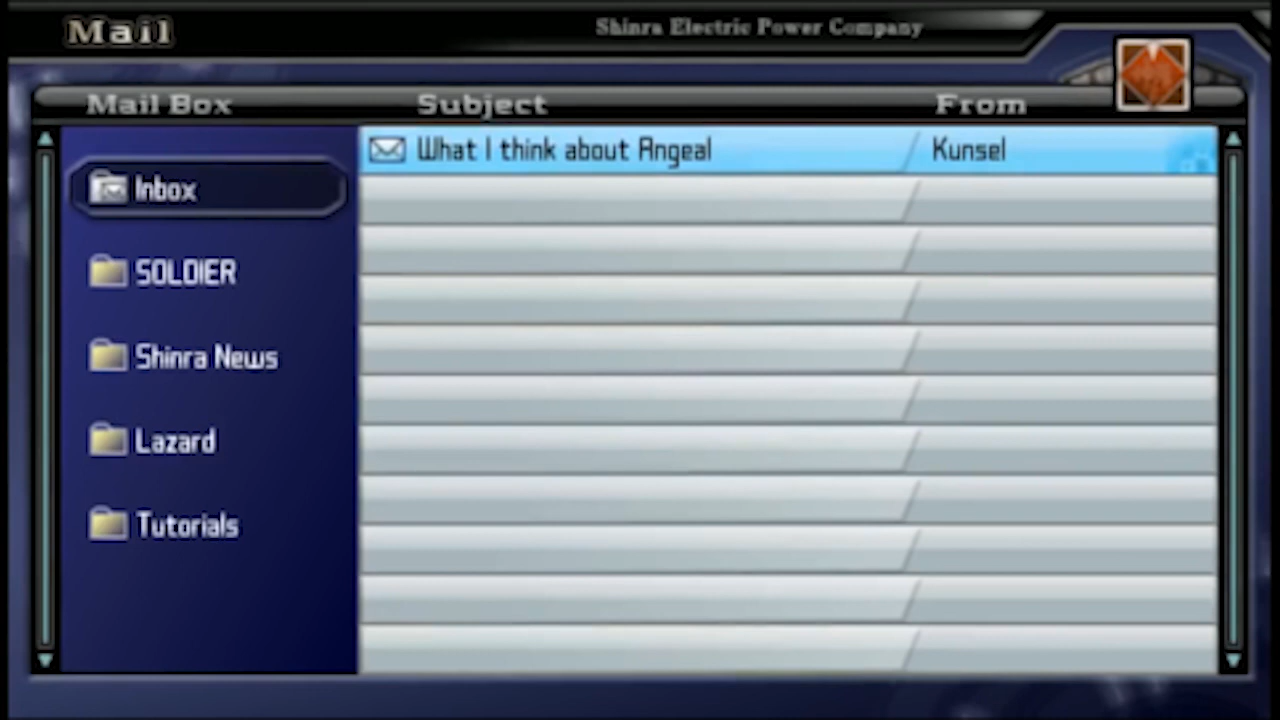 Mail
Shinra Electric Power Company
Mail Box
Subject
From
What I think about Angeal
Kunsel
Inbox
SOLDIER
Shinra News
Lazard
Tutorials